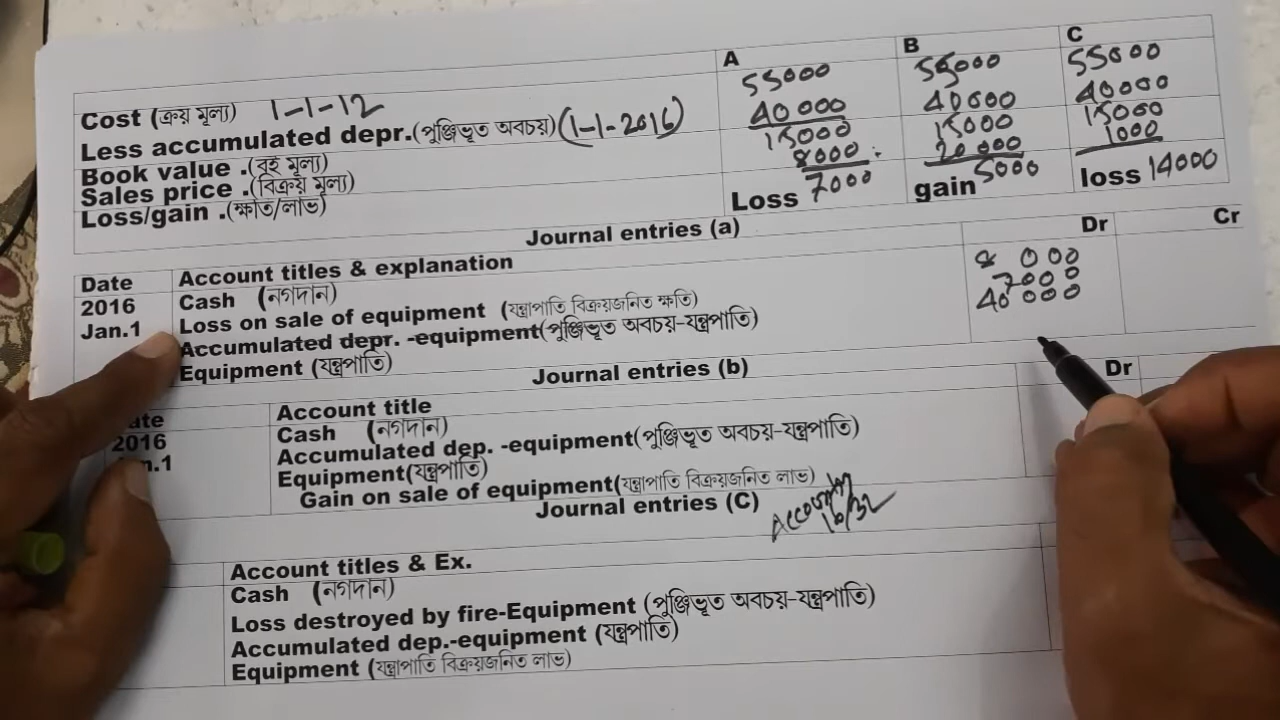 A B C
Cost (ক্রয় মূল্য) 1-1-12 55000 55000 55000
Less accumulated depr.(পুঞ্জিভূত অবচয়)(1-1-2016) 40000 40000 40000
Book value .(বই মূল্য) 15000 15000 15000
Sales price .(বিক্রয় মূল্য) 8000 20000 1000
Loss/gain .(ক্ষতি/লাভ) Loss 7000 gain 5000 loss 14000
Journal entries (a) Dr Cr
Date Account titles & explanation
2016 Cash (নগদান) 8000
Jan.1 Loss on sale of equipment (যন্ত্রাপাতি বিক্রয়জনিত ক্ষতি) 7000
Accumulated depr. -equipment(পুঞ্জিভূত অবচয়-যন্ত্রপাতি) 40000
Equipment (যন্ত্রপাতি)
Journal entries (b) Dr
ate Account title
2016 Cash (নগদান)
n.1 Accumulated dep. -equipment(পুঞ্জিভূত অবচয়-যন্ত্রপাতি)
Equipment(যন্ত্রপাতি)
Gain on sale of equipment(যন্ত্রাপাতি বিক্রয়জনিত লাভ)
Journal entries (C)
Account titles & Ex.
Cash (নগদান)
Loss destroyed by fire-Equipment (পুঞ্জিভূত অবচয়-যন্ত্রপাতি)
Accumulated dep.-equipment (যন্ত্রপাতি)
Equipment (যন্ত্রাপাতি বিক্রয়জনিত লাভ)